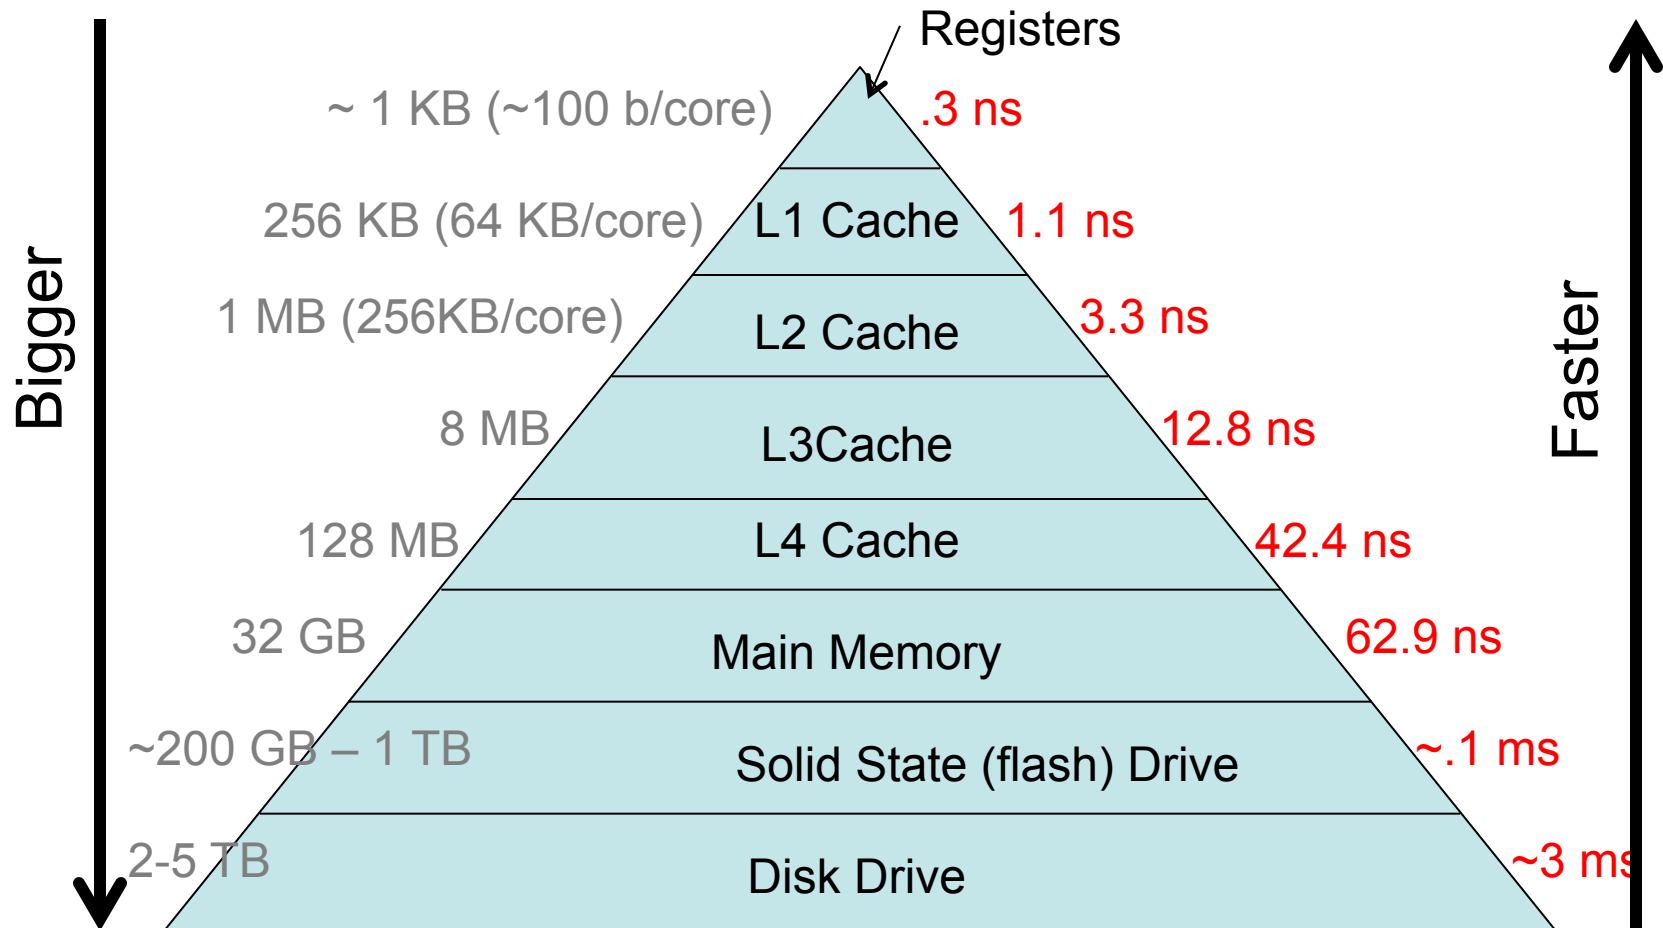 Registers
~ 1 KB (~100 b/core)
.3 ns
256 KB (64 KB/core)
L1 Cache
1.1 ns
1 MB (256KB/core)
L2 Cache
3.3 ns
8 MB
L3Cache
12.8 ns
128 MB
L4 Cache
42.4 ns
32 GB
Main Memory
62.9 ns
~200 GB – 1 TB
Solid State (flash) Drive
~.1 ms
2-5 TB
Disk Drive
~3 ms
Bigger
Faster